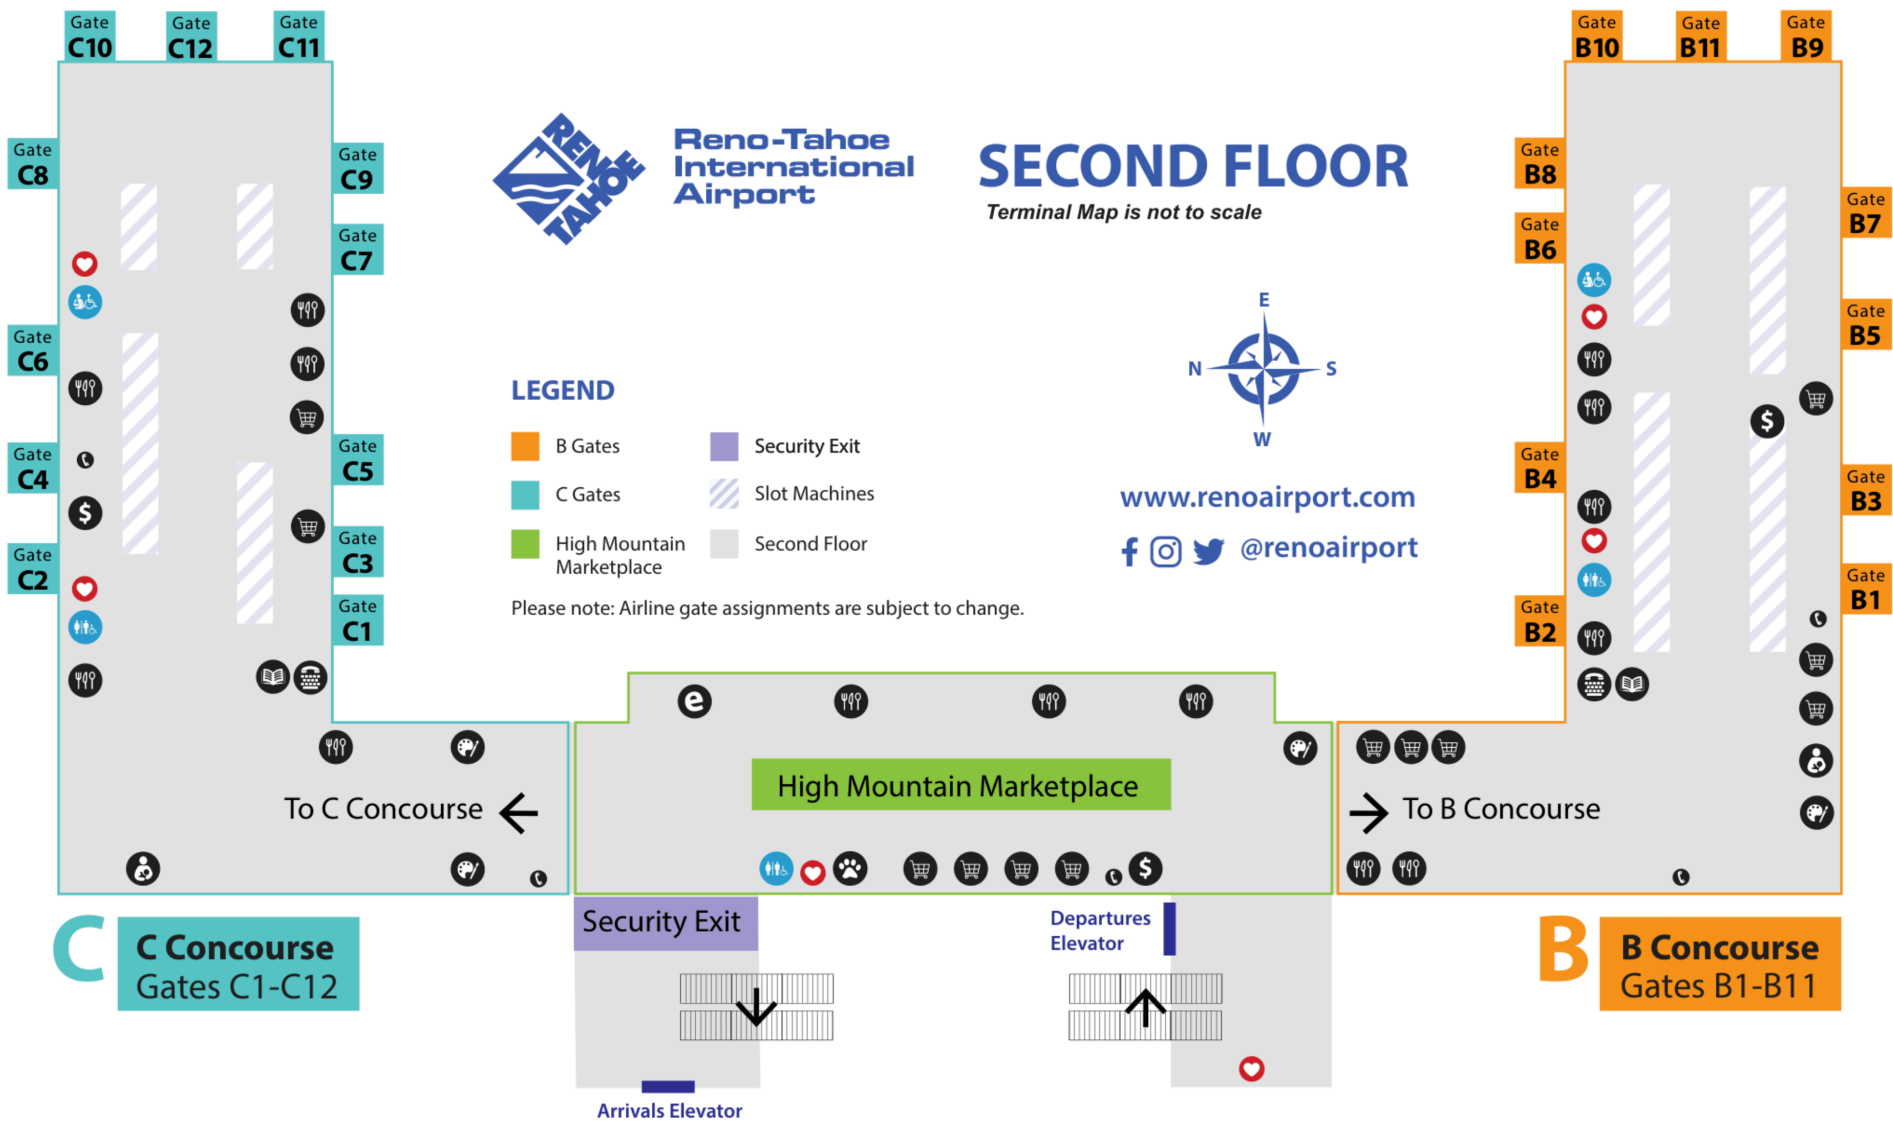 Gate
C10
Gate
C12
Gate
C11
Gate
C8
Gate
C9
Gate
C7
Gate
C6
Gate
C4
Gate
C5
Gate
C2
Gate
C3
Gate
C1
RENO
TAHOE
Reno-Tahoe
International
Airport
SECOND FLOOR
Terminal Map is not to scale
E
N
S
W
LEGEND
B Gates
C Gates
High Mountain
Marketplace
Security Exit
Slot Machines
Second Floor
Please note: Airline gate assignments are subject to change.
www.renoairport.com
f
@renoairport
Gate
B10
Gate
B11
Gate
B9
Gate
B8
Gate
B7
Gate
B6
Gate
B5
Gate
B4
Gate
B3
Gate
B2
Gate
B1
$
$
e
High Mountain Marketplace
To C Concourse
To B Concourse
$
C
C Concourse
Gates C1-C12
Security Exit
Departures
Elevator
Arrivals Elevator
B
B Concourse
Gates B1-B11